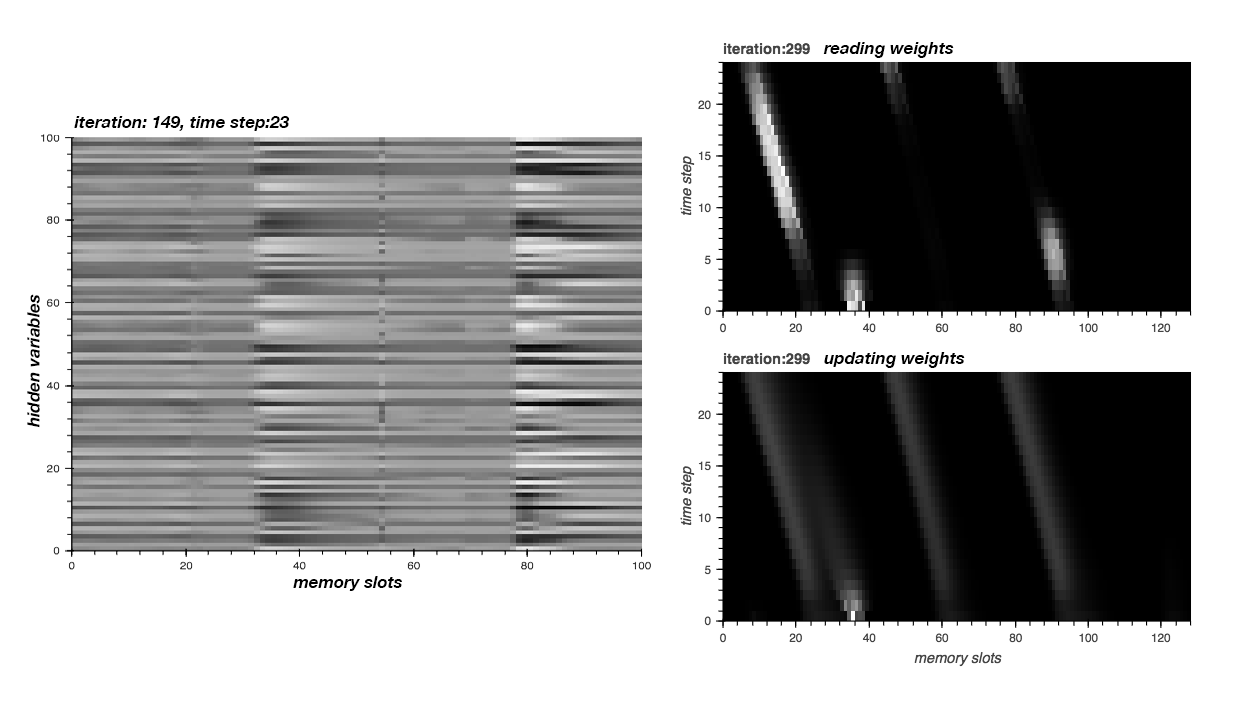 iteration: 149, time step:23
100
80
60
40
20
0
hidden variables
0 20 40 60 80 100
memory slots
iteration:299 reading weights
20
15
10
5
0
time step
0 20 40 60 80 100 120
iteration:299 updating weights
20
15
10
5
0
time step
0 20 40 60 80 100 120
memory slots